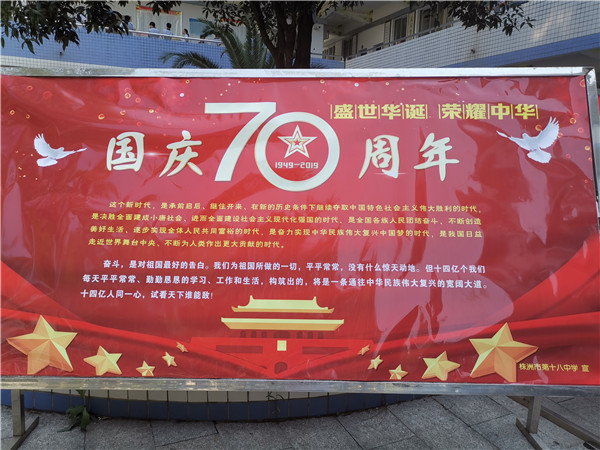 盛世华诞 荣耀中华
国庆70周年
1949-2019
这个新时代，是承前启后、继往开来、在新的历史条件下继续夺取中国特色社会主义伟大胜利的时代，
是决胜全面建成小康社会、进而全面建设社会主义现代化强国的时代，是全国各族人民团结奋斗、不断创造
美好生活、逐步实现全体人民共同富裕的时代，是奋力实现中华民族伟大复兴中国梦的时代，是我国日益
走近世界舞台中央、不断为人类作出更大贡献的时代。
奋斗，是对祖国最好的告白。我们为祖国所做的一切，平平常常，没有什么惊天动地。但十四亿个我们
每天平平常常、勤勤恳恳的学习、工作和生活，构筑出的，将是一条通往中华民族伟大复兴的宽阔大道。
十四亿人同一心，试看天下谁能敌！
株洲市第十八中学 宣